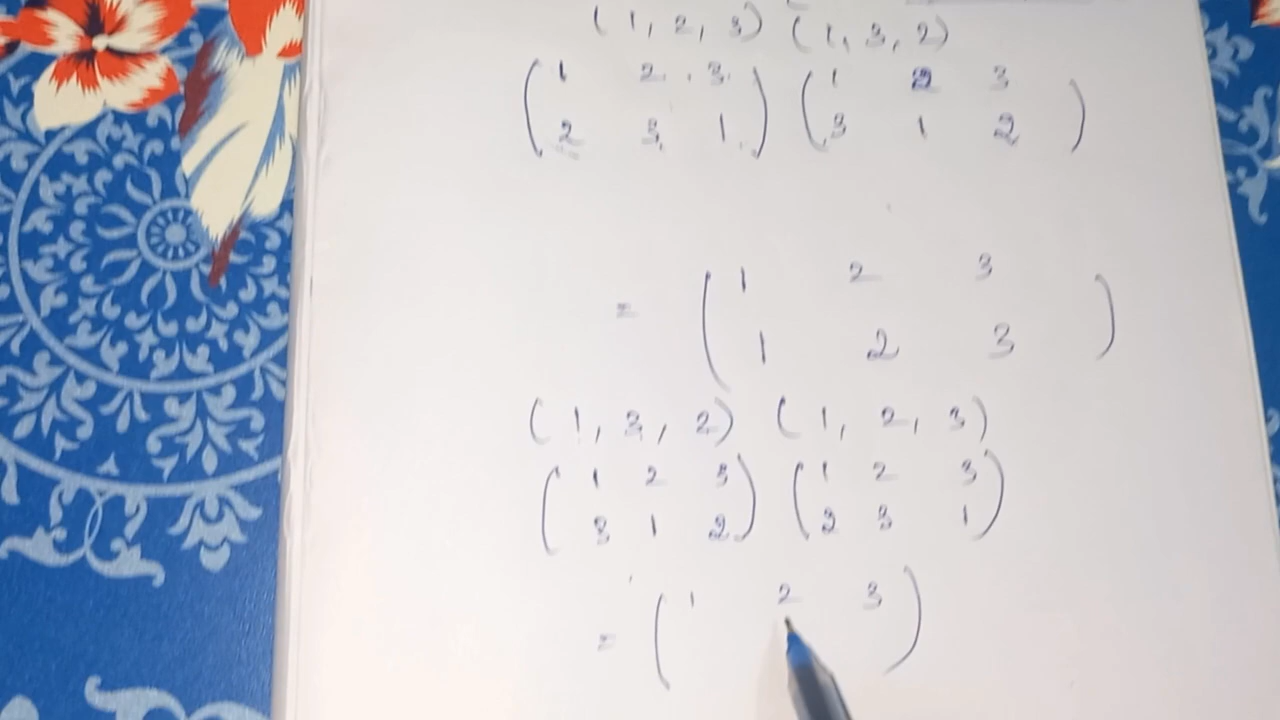 (1, 2, 3) (1, 3, 2)
(1 2 3) (1 2 3)
(2 3 1) (3 1 2)
= (1 2 3)
(1 2 3)
(1, 3, 2) (1, 2, 3)
(1 2 3) (1 2 3)
(3 1 2) (2 3 1)
= (1 2 3)